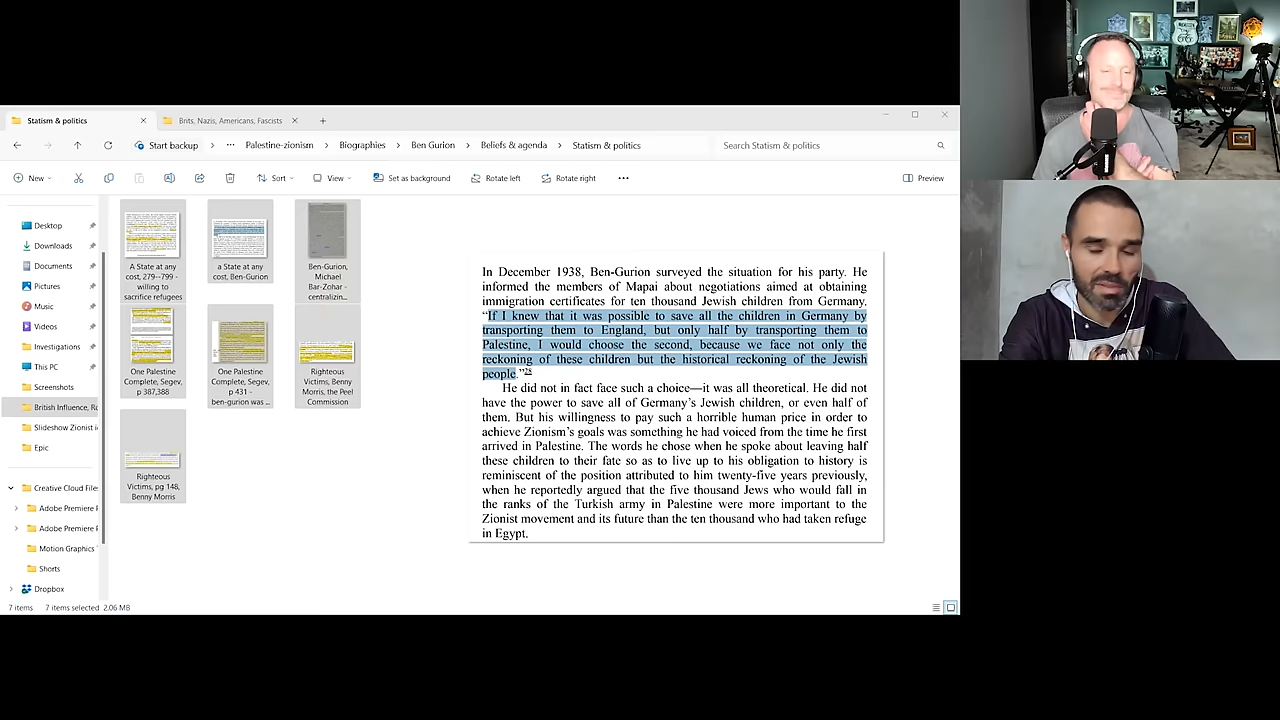 Statism & politics
Brits, Nazis, Americans, Fascists
Start backup
Palestine-zionism
Biographies
Ben Gurion
Beliefs & agenda
Statism & politics
Search Statism & politics
New
Sort
View
Set as background
Rotate left
Rotate right
Preview
Desktop
Downloads
Documents
Pictures
Music
Videos
Investigations
This PC
Screenshots
British Influence, Ra
Slideshow Zionist i
Epic
Creative Cloud Files
Adobe Premiere P
Adobe Premiere P
Motion Graphics
Shorts
Dropbox
A State at any
cost, 279--799 -
willing to
sacrifice refugees
a State at any
cost, Ben-Gurion
Ben-Gurion,
Michael
Bar-Zohar -
centralizin...
One Palestine
Complete, Segev,
p 387,388
One Palestine
Complete, Segev,
p 431 -
ben-gurion was ...
Righteous
Victims, Benny
Morris, the Peel
Commission
Righteous
Victims, pg 148,
Benny Morris
In December 1938, Ben-Gurion surveyed the situation for his party. He
informed the members of Mapai about negotiations aimed at obtaining
immigration certificates for ten thousand Jewish children from Germany.
“If I knew that it was possible to save all the children in Germany by
transporting them to England, but only half by transporting them to
Palestine, I would choose the second, because we face not only the
reckoning of these children but the historical reckoning of the Jewish
people.”28
He did not in fact face such a choice—it was all theoretical. He did not
have the power to save all of Germany’s Jewish children, or even half of
them. But his willingness to pay such a horrible human price in order to
achieve Zionism’s goals was something he had voiced from the time he first
arrived in Palestine. The words he chose when he spoke about leaving half
these children to their fate so as to live up to his obligation to history is
reminiscent of the position attributed to him twenty-five years previously,
when he reportedly argued that the five thousand Jews who would fall in
the ranks of the Turkish army in Palestine were more important to the
Zionist movement and its future than the ten thousand who had taken refuge
in Egypt.
7 items
7 items selected 2.06 MB